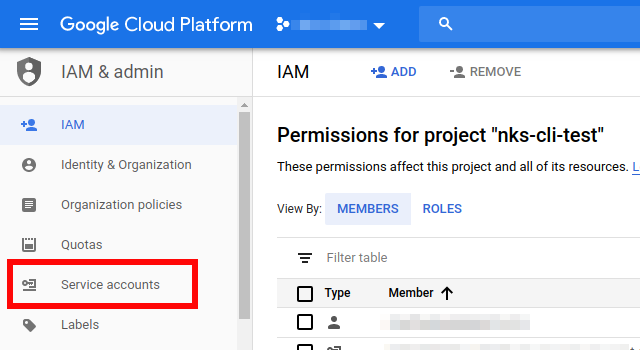 Google Cloud Platform
IAM & admin
IAM
ADD
REMOVE
IAM
Identity & Organization
Organization policies
Quotas
Service accounts
Labels
Permissions for project "nks-cli-test"
These permissions affect this project and all of its resources.
View By:
MEMBERS
ROLES
Filter table
Type
Member